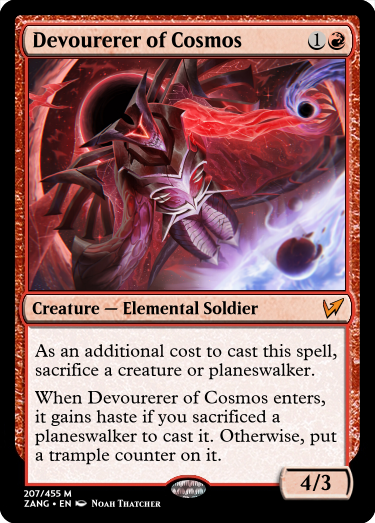 Devourerer of Cosmos
1
Creature — Elemental Soldier
As an additional cost to cast this spell,
sacrifice a creature or planeswalker.
When Devourerer of Cosmos enters,
it gains haste if you sacrificed a
planeswalker to cast it. Otherwise, put
a trample counter on it.
4/3
207/455 M
ZANG • EN Noah Thatcher